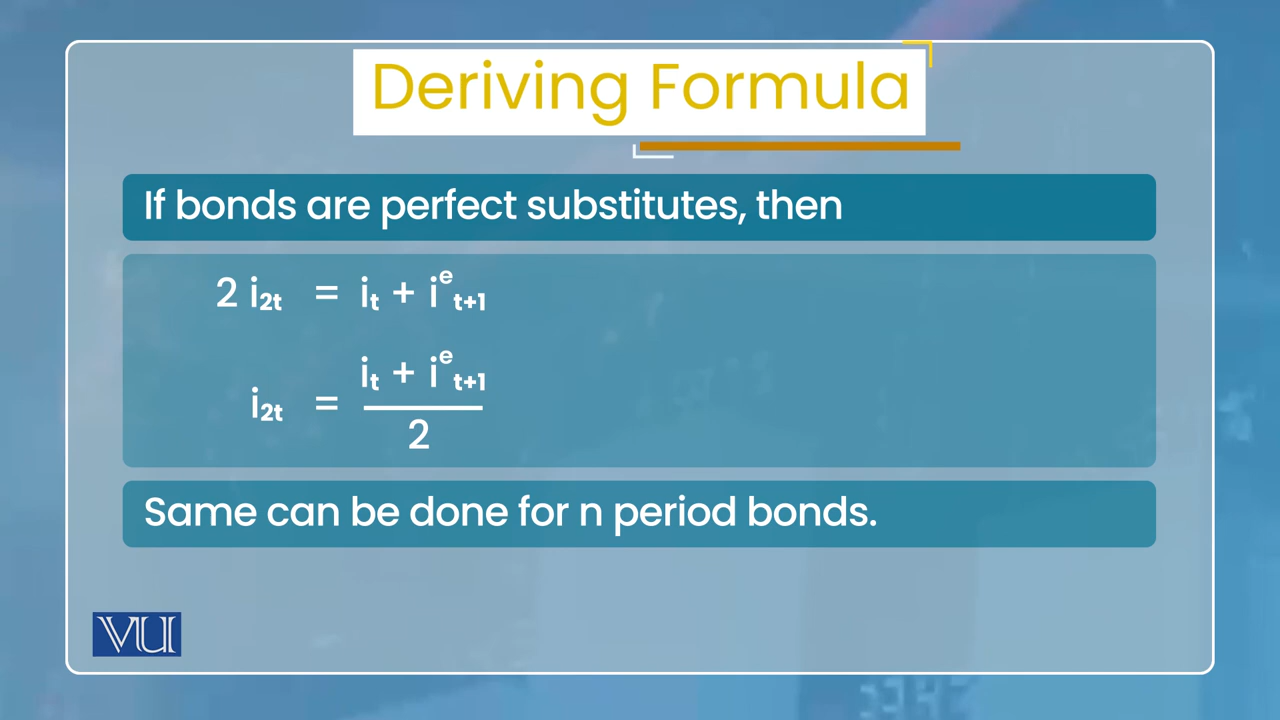 Deriving Formula
If bonds are perfect substitutes, then
2 i₂ₜ = iₜ + iᵉₜ₊₁
i₂ₜ = (iₜ + iᵉₜ₊₁) / 2
Same can be done for n period bonds.
VU